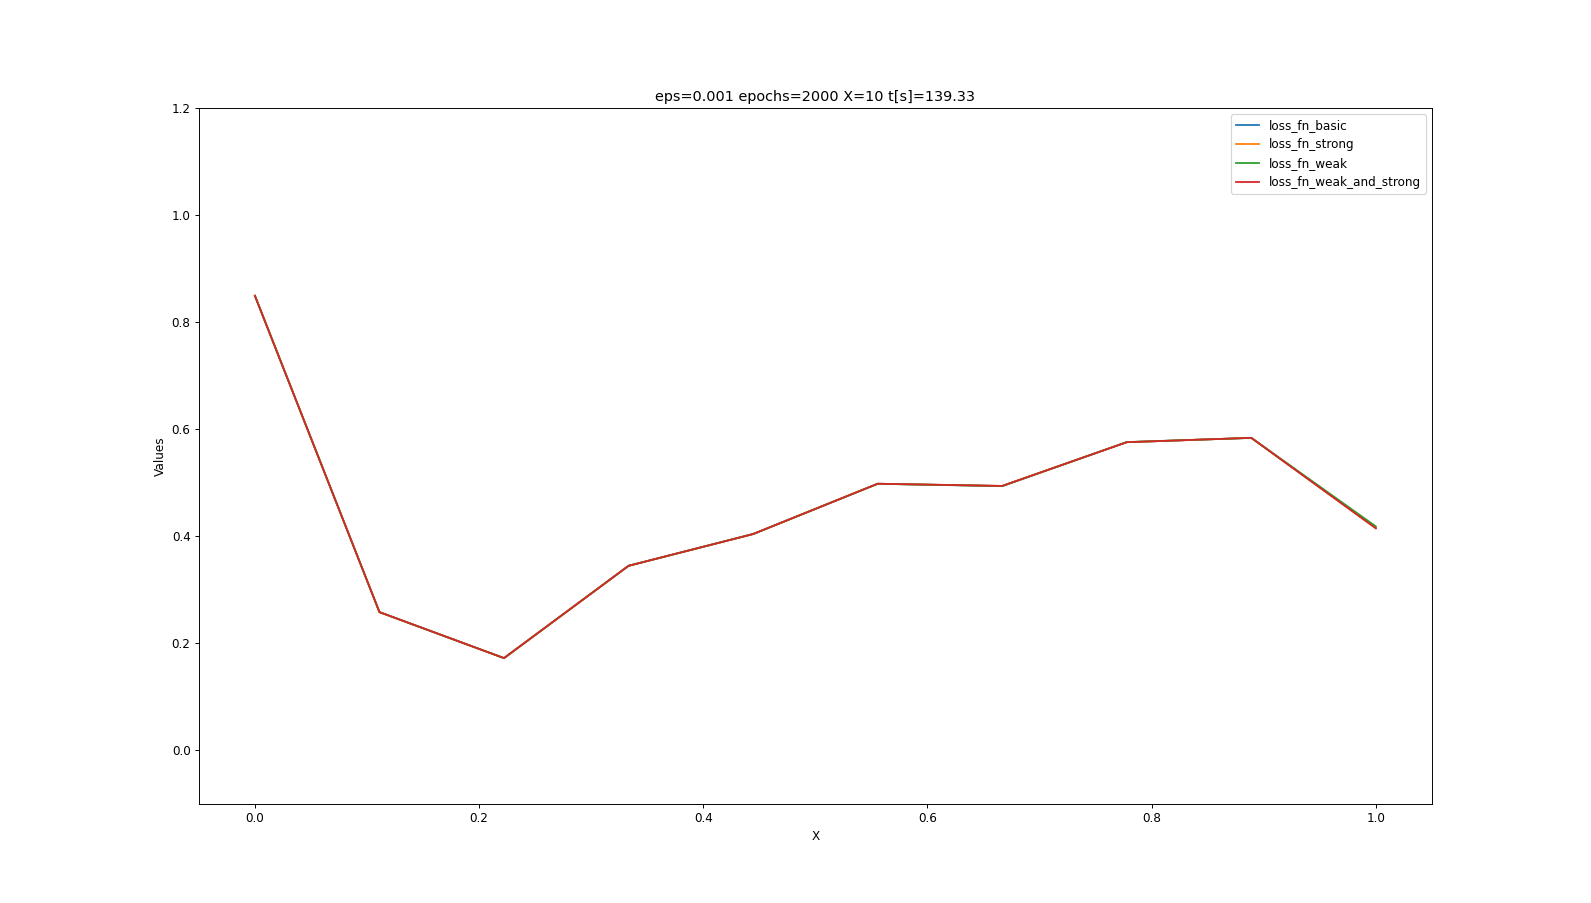 eps=0.001 epochs=2000 X=10 t[s]=139.33
1.2
1.0
0.8
0.6
0.4
0.2
0.0
Values
loss_fn_basic
loss_fn_strong
loss_fn_weak
loss_fn_weak_and_strong
0.0 0.2 0.4 0.6 0.8 1.0
X